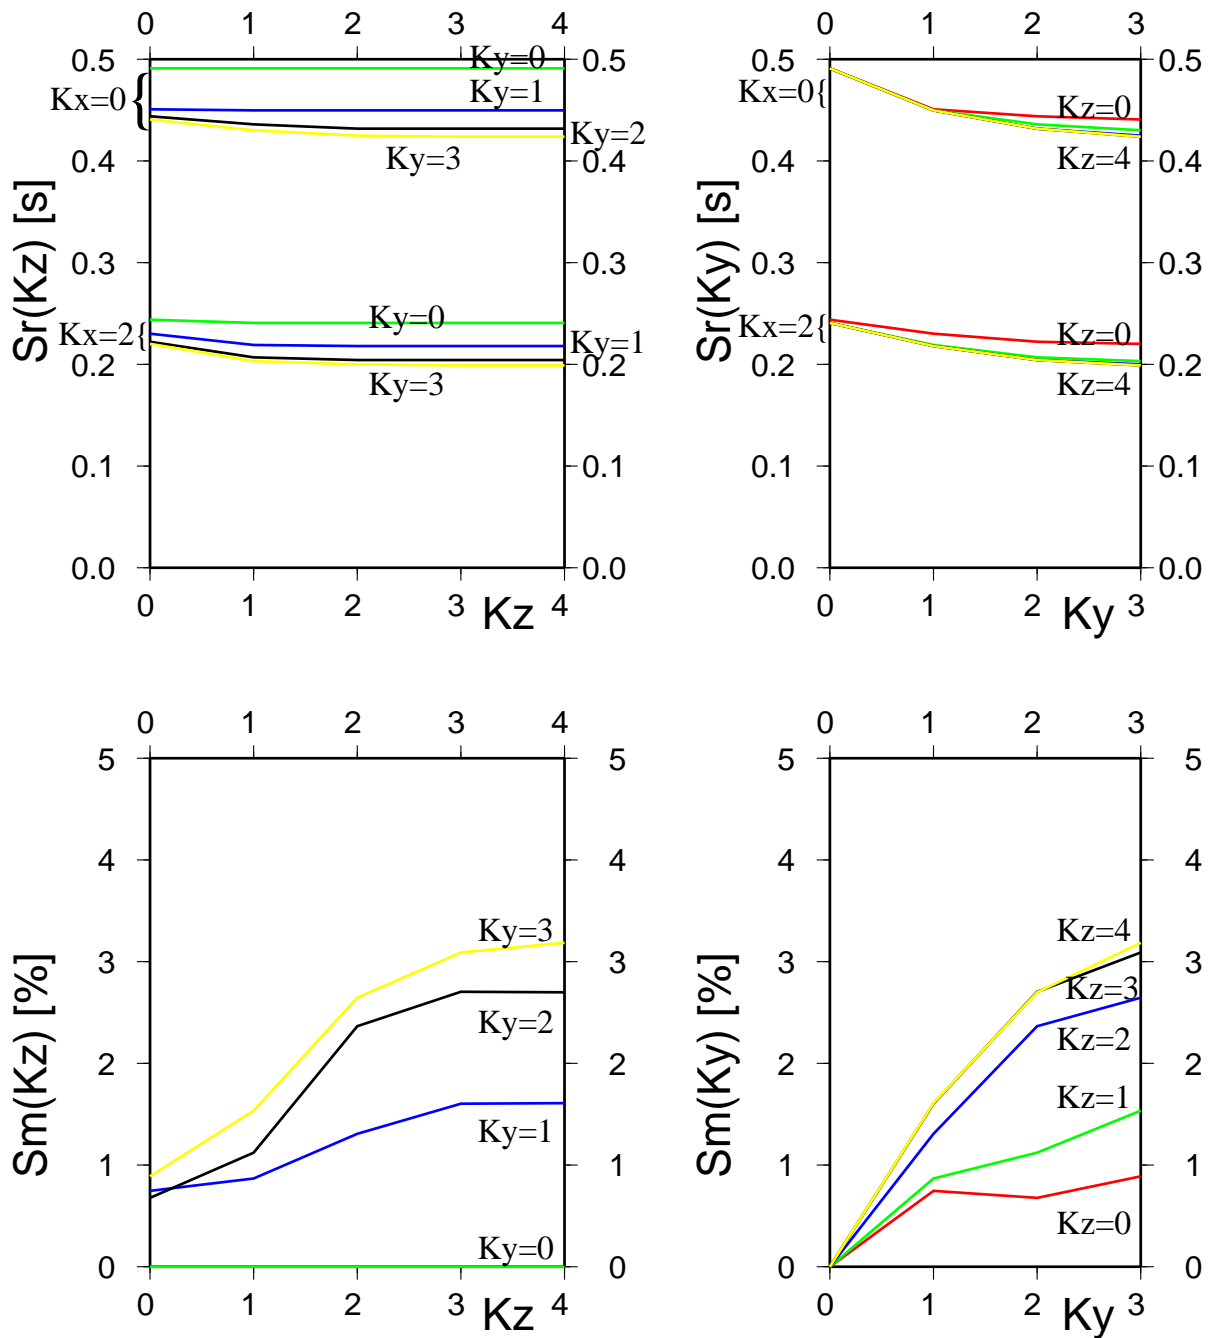 0 1 2 3 4
0.5 Ky=0 0.5
Kx=0{ Ky=1
Ky=2
0.4 Ky=3 0.4
Sr(Kz) [s]
0.3 0.3
Kx=2{ Ky=0
Ky=1
0.2 Ky=3 0.2
0.1 0.1
0.0 0.0
0 1 2 3 4
Kz
0 1 2 3
0.5 0.5
Kx=0{ Kz=0
0.4 Kz=4 0.4
Sr(Ky) [s]
0.3 0.3
Kx=2{ Kz=0
0.2 Kz=4 0.2
0.1 0.1
0.0 0.0
0 1 2 3
Ky
0 1 2 3 4
5 5
4 4
Ky=3
3 3
Sm(Kz) [%]
Ky=2
2 2
Ky=1
1 1
Ky=0
0 0
0 1 2 3 4
Kz
0 1 2 3
5 5
4 4
Kz=4
3 3
Kz=3
Sm(Ky) [%]
Kz=2
2 2
Kz=1
1 1
Kz=0
0 0
0 1 2 3
Ky